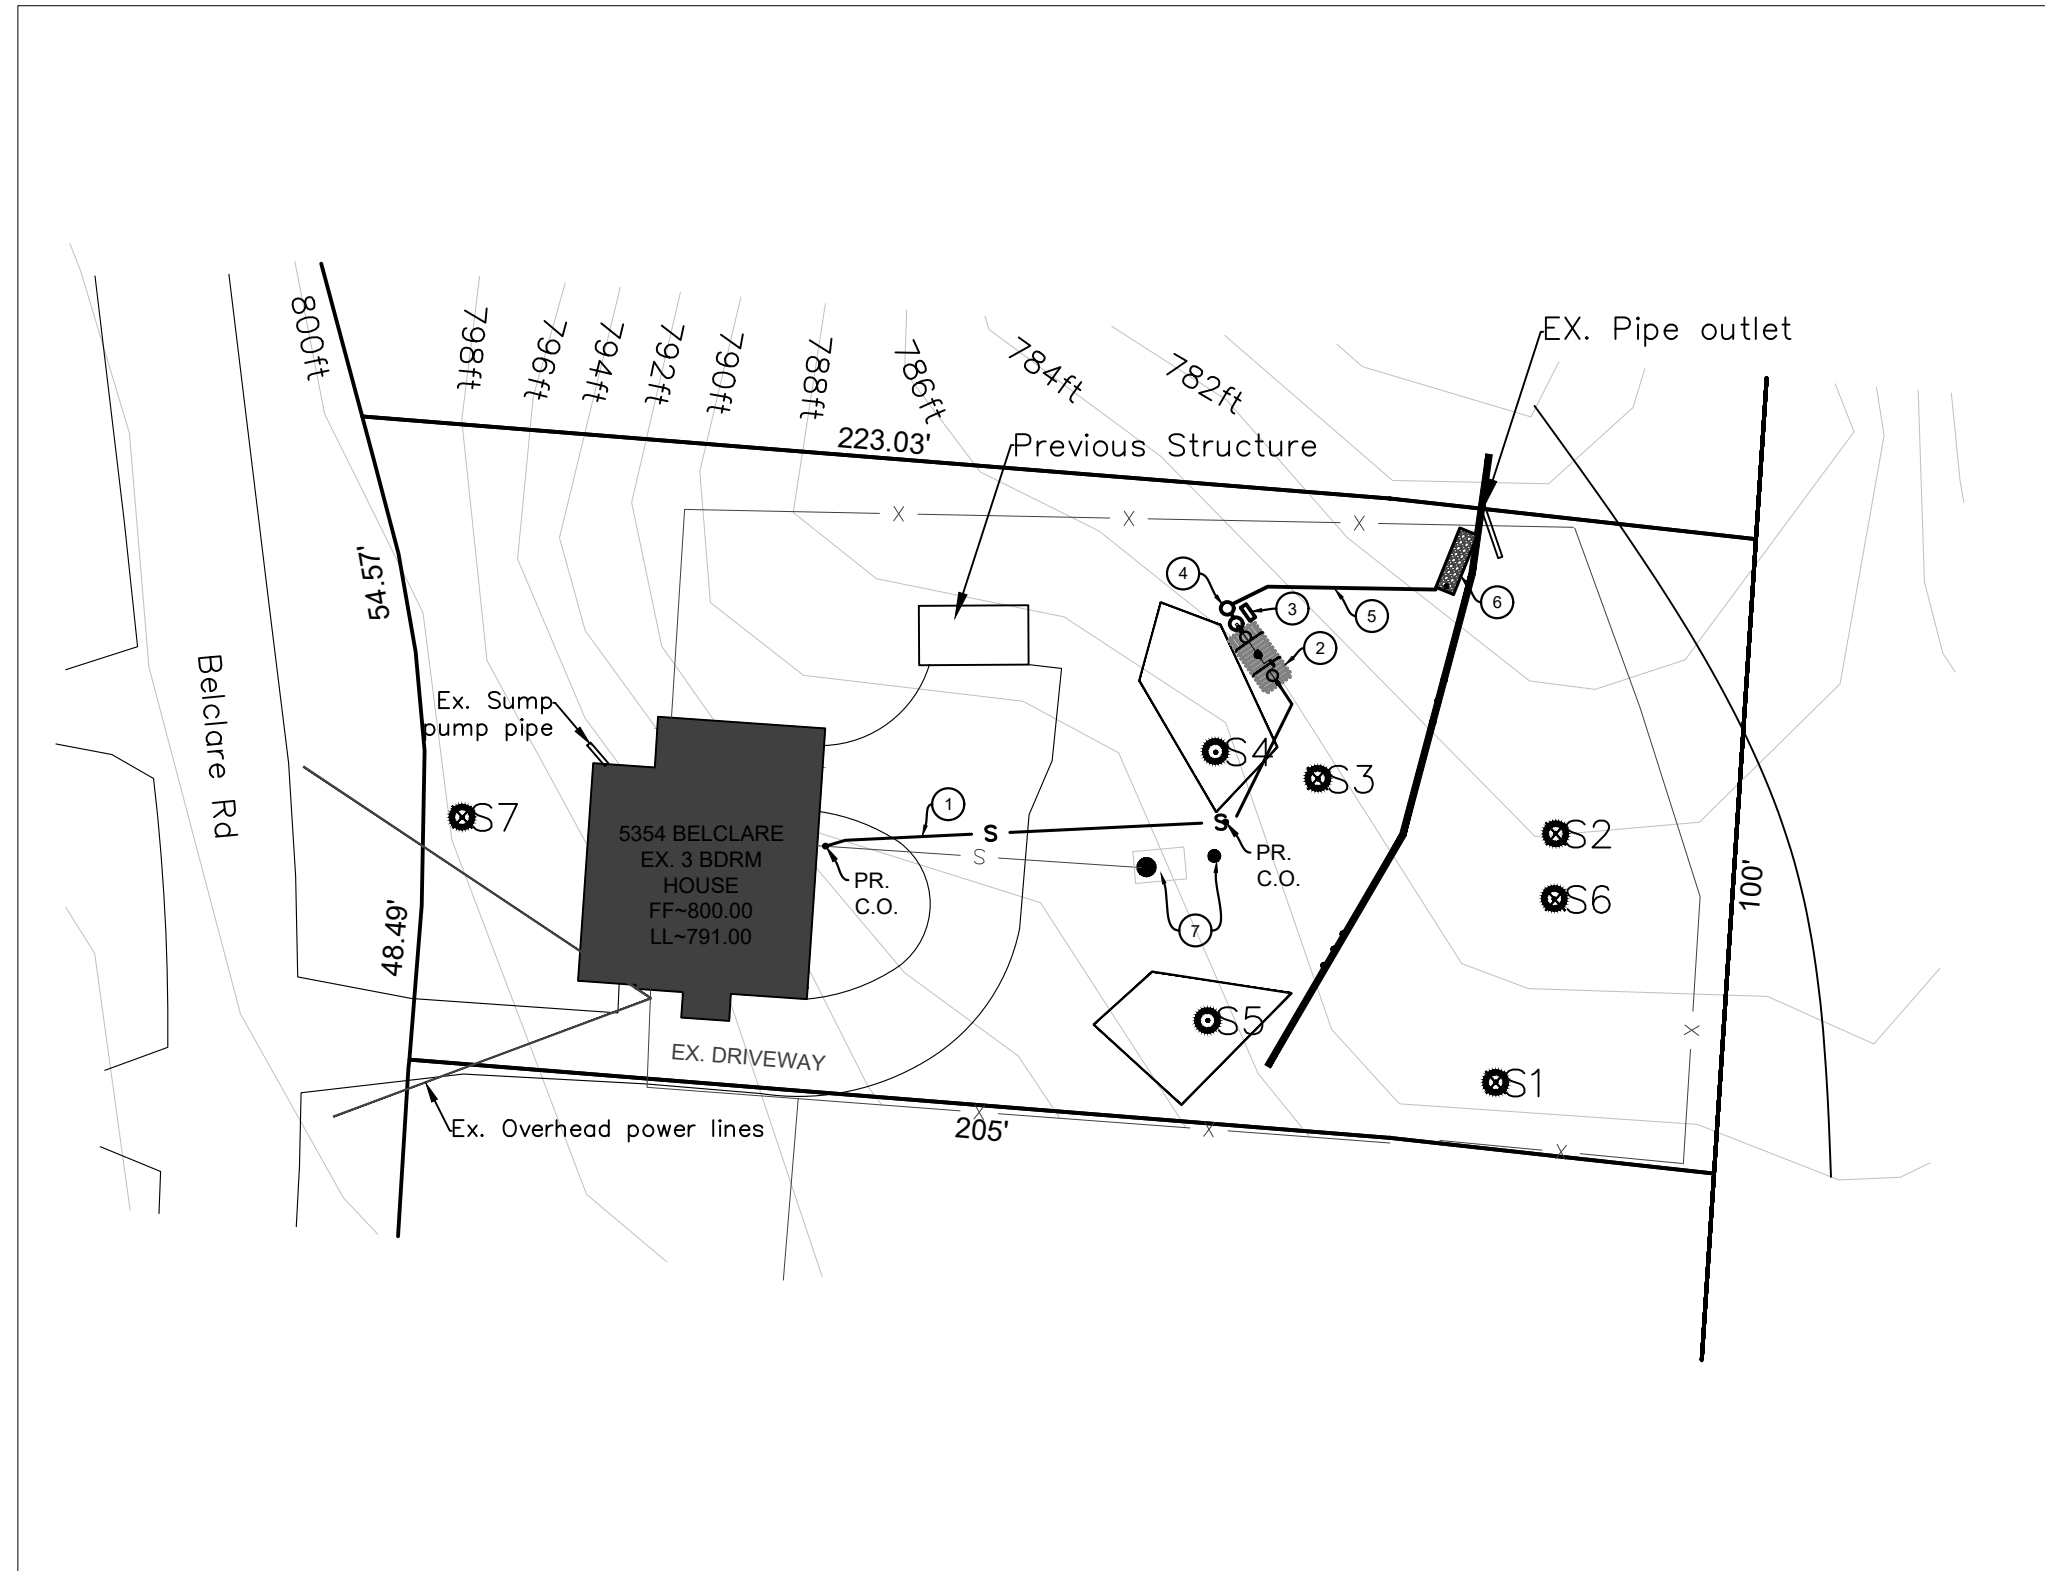 800ft
798ft
796ft
794ft
792ft
790ft
788ft
786ft
784ft
782ft
EX. Pipe outlet
223.03'
Previous Structure
X
X
X
54.57'
4
3
5
6
2
Belclare Rd
Ex. Sump
pump pipe
S4
S3
S7
1
S
S
S
5354 BELCLARE
EX. 3 BDRM
HOUSE
FF~800.00
LL~791.00
PR.
C.O.
PR.
C.O.
S2
S6
100'
7
48.49'
S5
X
EX. DRIVEWAY
S1
Ex. Overhead power lines
X
205'
X
X